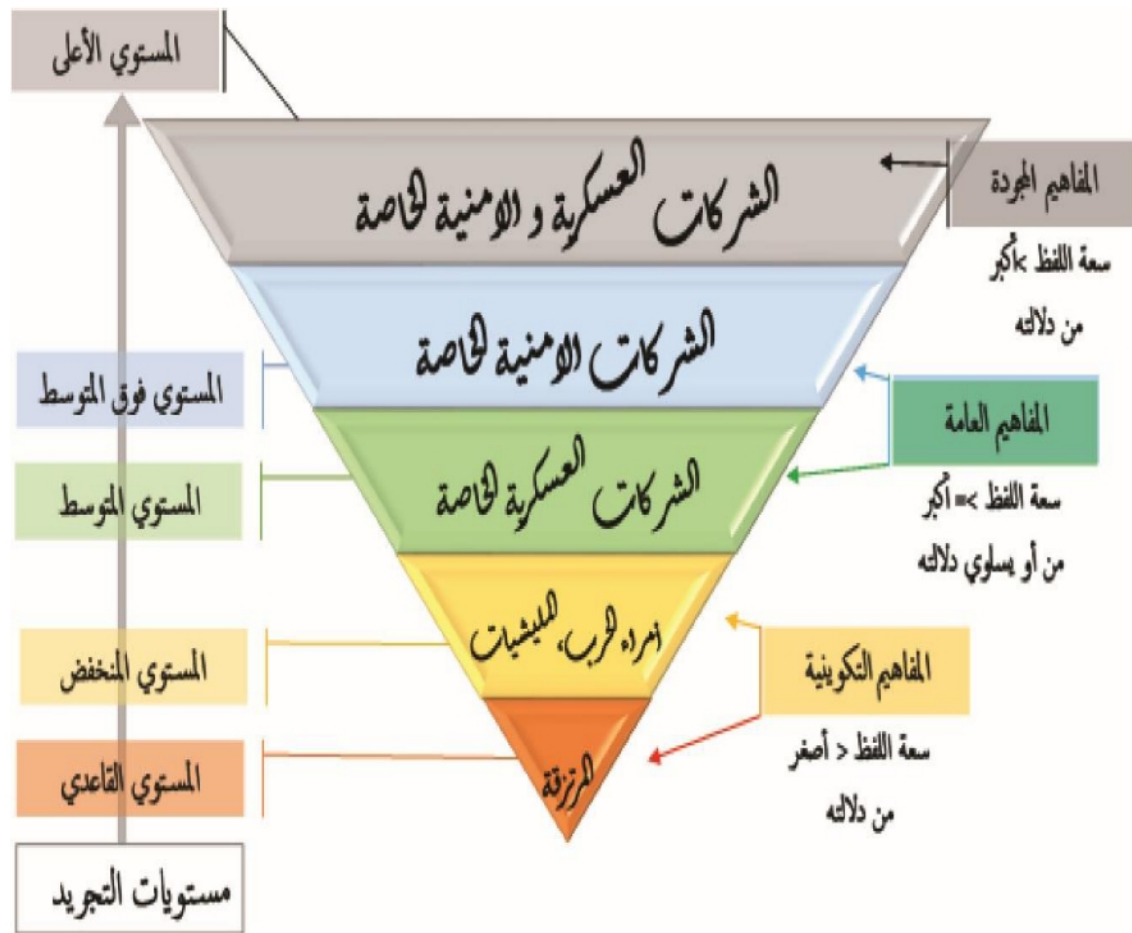 المستوي الأعلى
الشركات العسكرية و الامنية الخاصة
المفاهيم المجردة
سعة اللفظ >أكبر
من دلالته
الشركات الامنية الخاصة
المستوي فوق المتوسط
المفاهيم العامة
سعة اللفظ >= أكبر
من أو يساوي دلالته
الشركات العسكرية الخاصة
المستوي المتوسط
أمراء الحرب، المليشيات
المستوي المنخفض
المفاهيم التكوينية
سعة اللفظ < أصغر
من دلالته
المرتزقة
المستوي القاعدي
مستويات التجريد